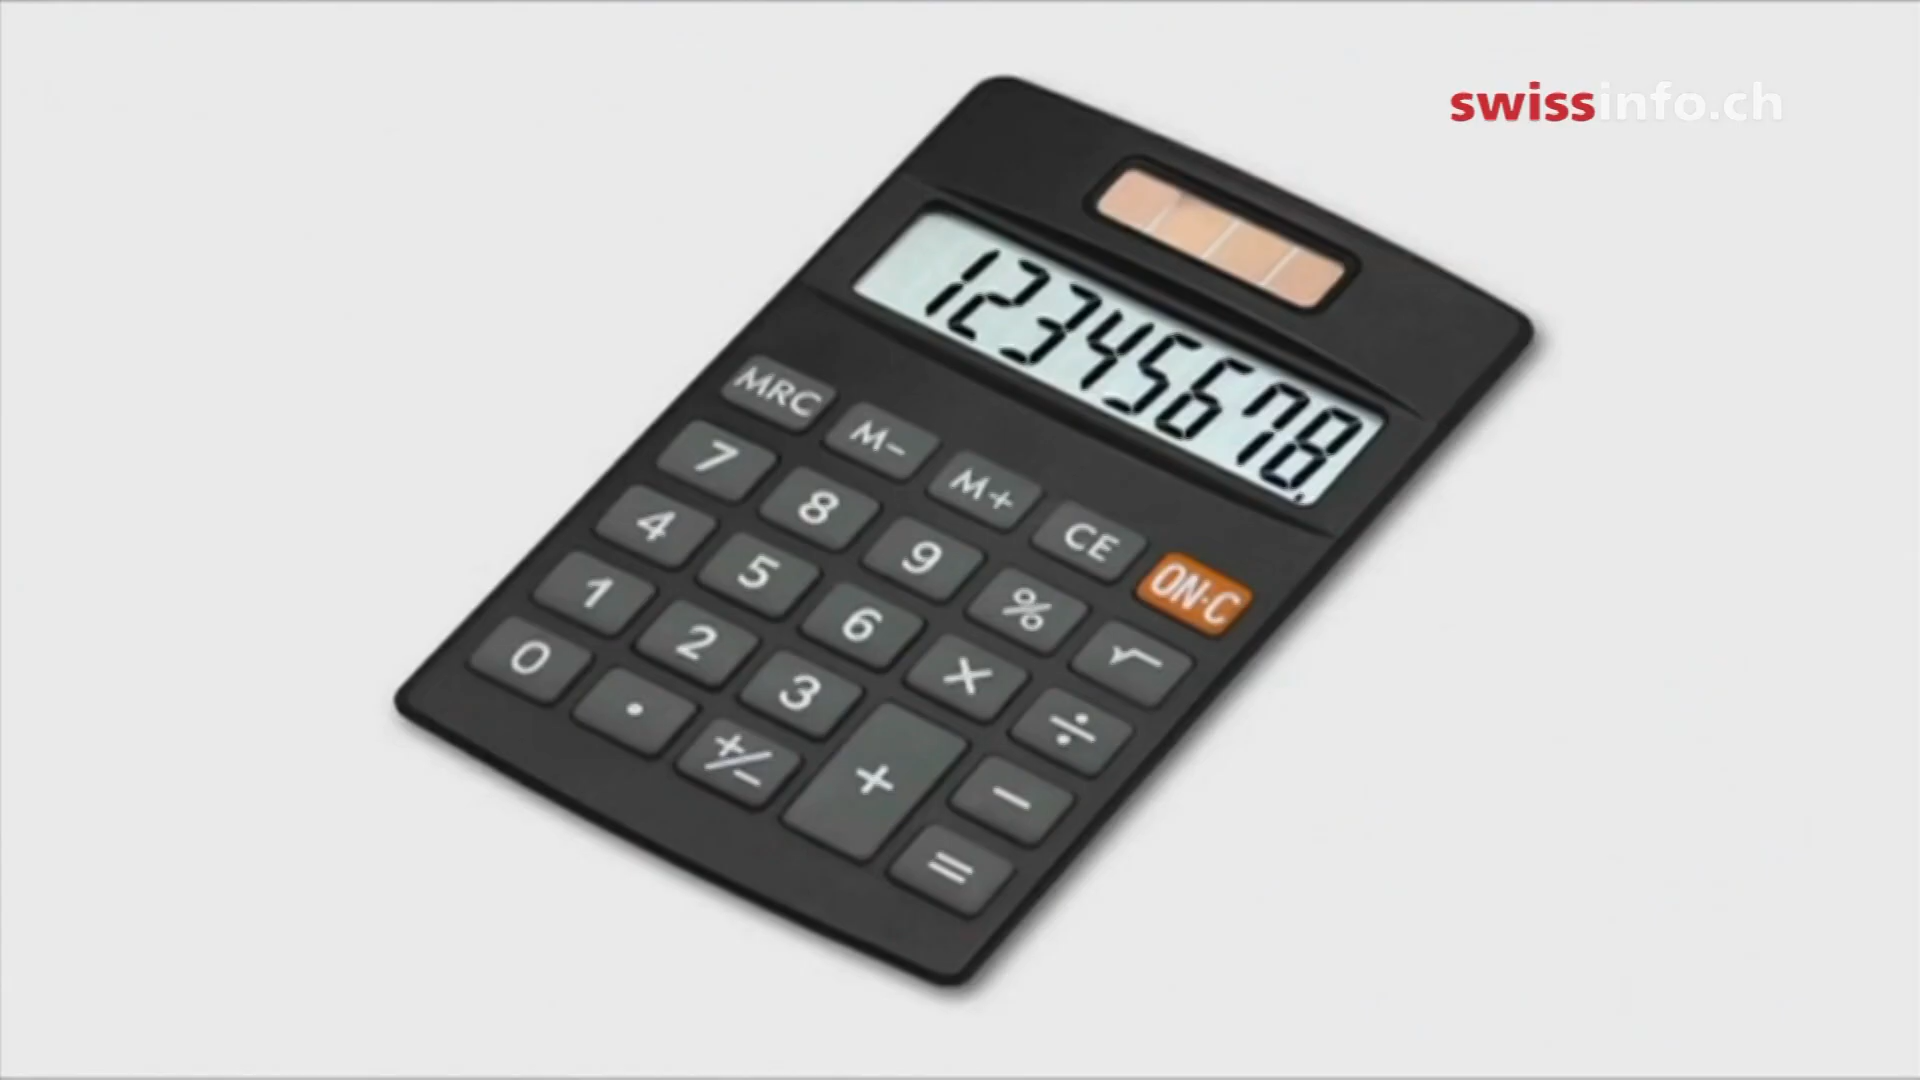 swissinfo.ch
12345678.
MRC M- M+ CE ON·C
7 8 9 % √
4 5 6 × ÷
1 2 3 + −
0 . +/− =